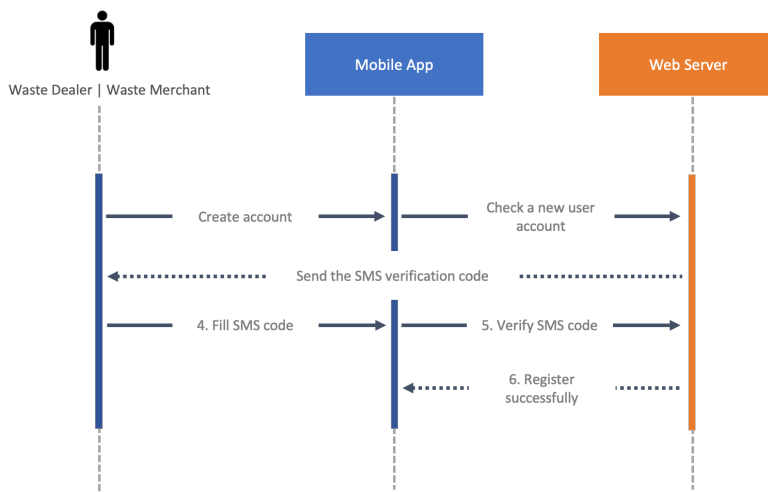 Waste Dealer | Waste Merchant
Mobile App
Web Server
Create account
Check a new user
account
Send the SMS verification code
4. Fill SMS code
5. Verify SMS code
6. Register
successfully